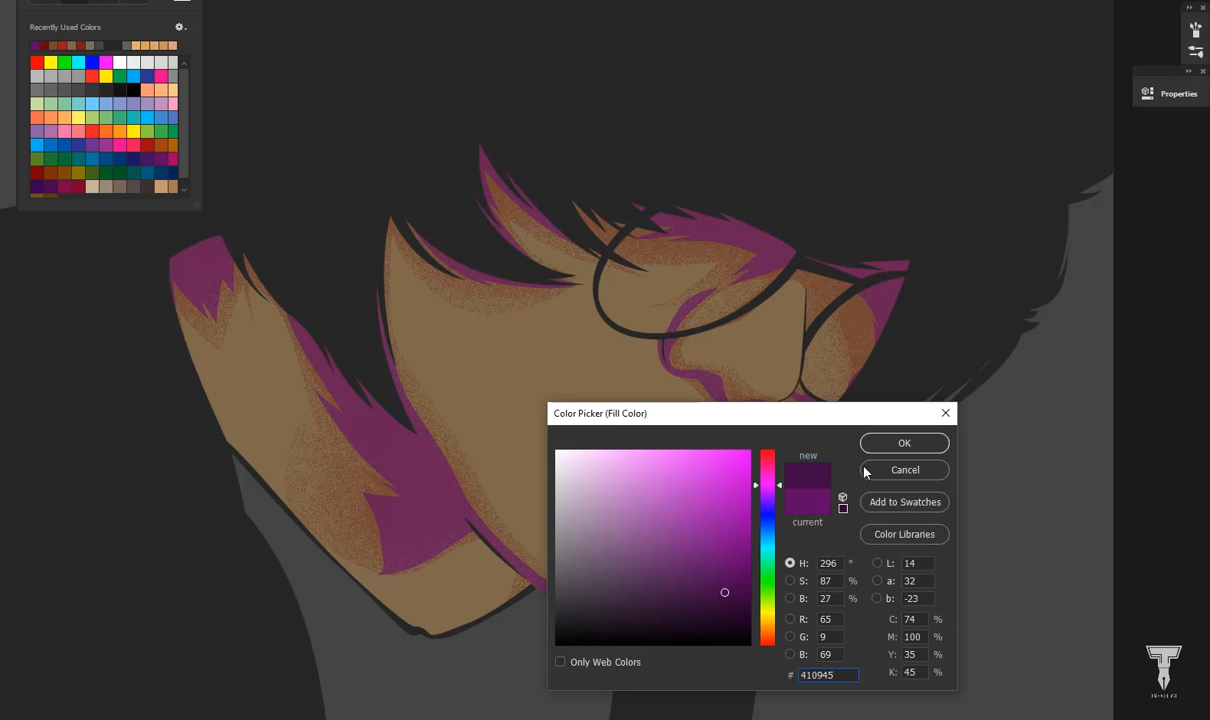 Recently Used Colors
Properties
Color Picker (Fill Color)
new
current
OK
Cancel
Add to Swatches
Color Libraries
H: 296 °
S: 87 %
B: 27 %
R: 65
G: 9
B: 69
# 410945
L: 14
a: 32
b: -23
C: 74 %
M: 100 %
Y: 35 %
K: 45 %
Only Web Colors